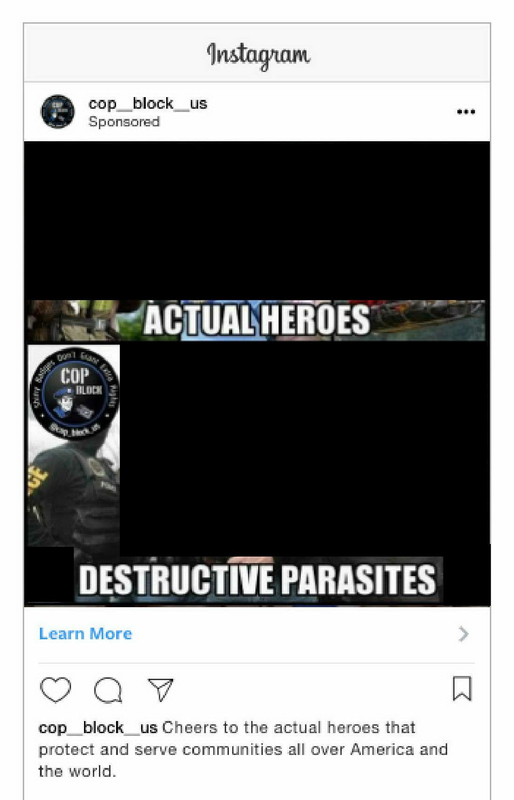 Instagram
cop__block__us
Sponsored
ACTUAL HEROES
Shiny Badges Don't Grant Extra Rights
COP
BLOCK
@cop_block_us
DESTRUCTIVE PARASITES
Learn More
cop__block__us Cheers to the actual heroes that
protect and serve communities all over America and
the world.